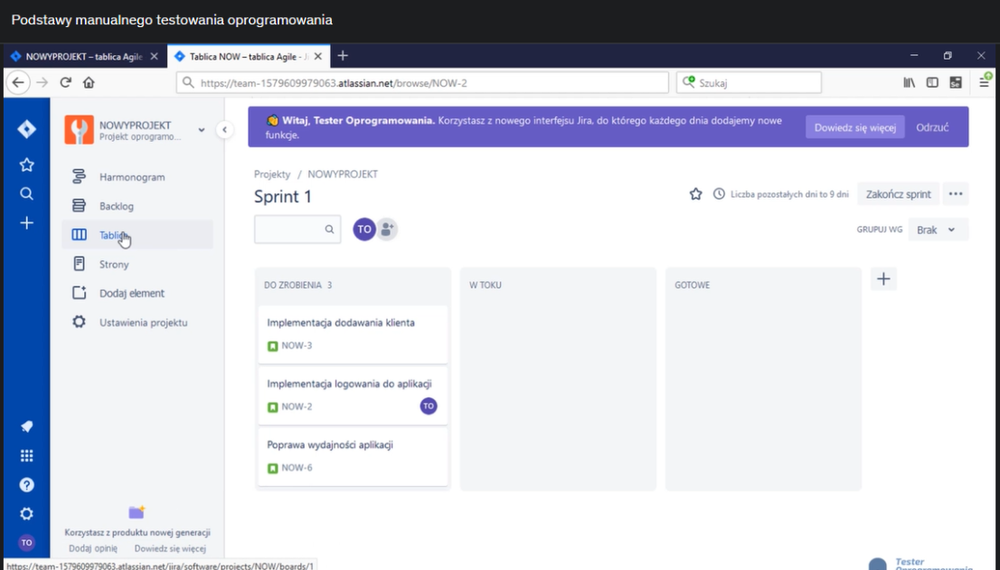 Podstawy manualnego testowania oprogramowania
NOWYPROJEKT – tablica Agile
Tablica NOW – tablica Agile - Ji
https://team-1579609979063.atlassian.net/browse/NOW-2
Szukaj
NOWYPROJEKT
Projekt oprogramo...
Witaj, Tester Oprogramowania. Korzystasz z nowego interfejsu Jira, do którego każdego dnia dodajemy nowe
funkcje.
Dowiedz się więcej
Odrzuć
Harmonogram
Backlog
Tablica
Strony
Dodaj element
Ustawienia projektu
Projekty / NOWYPROJEKT
Sprint 1
Liczba pozostałych dni to 9 dni
Zakończ sprint
TO
GRUPUJ WG
Brak
DO ZROBIENIA 3
W TOKU
GOTOWE
Implementacja dodawania klienta
NOW-3
Implementacja logowania do aplikacji
NOW-2
TO
Poprawa wydajności aplikacji
NOW-6
Korzystasz z produktu nowej generacji
Dodaj opinię
Dowiedz się więcej
TO
https://team-1579609979063.atlassian.net/jira/software/projects/NOW/boards/1
Tester
Oprogramowania